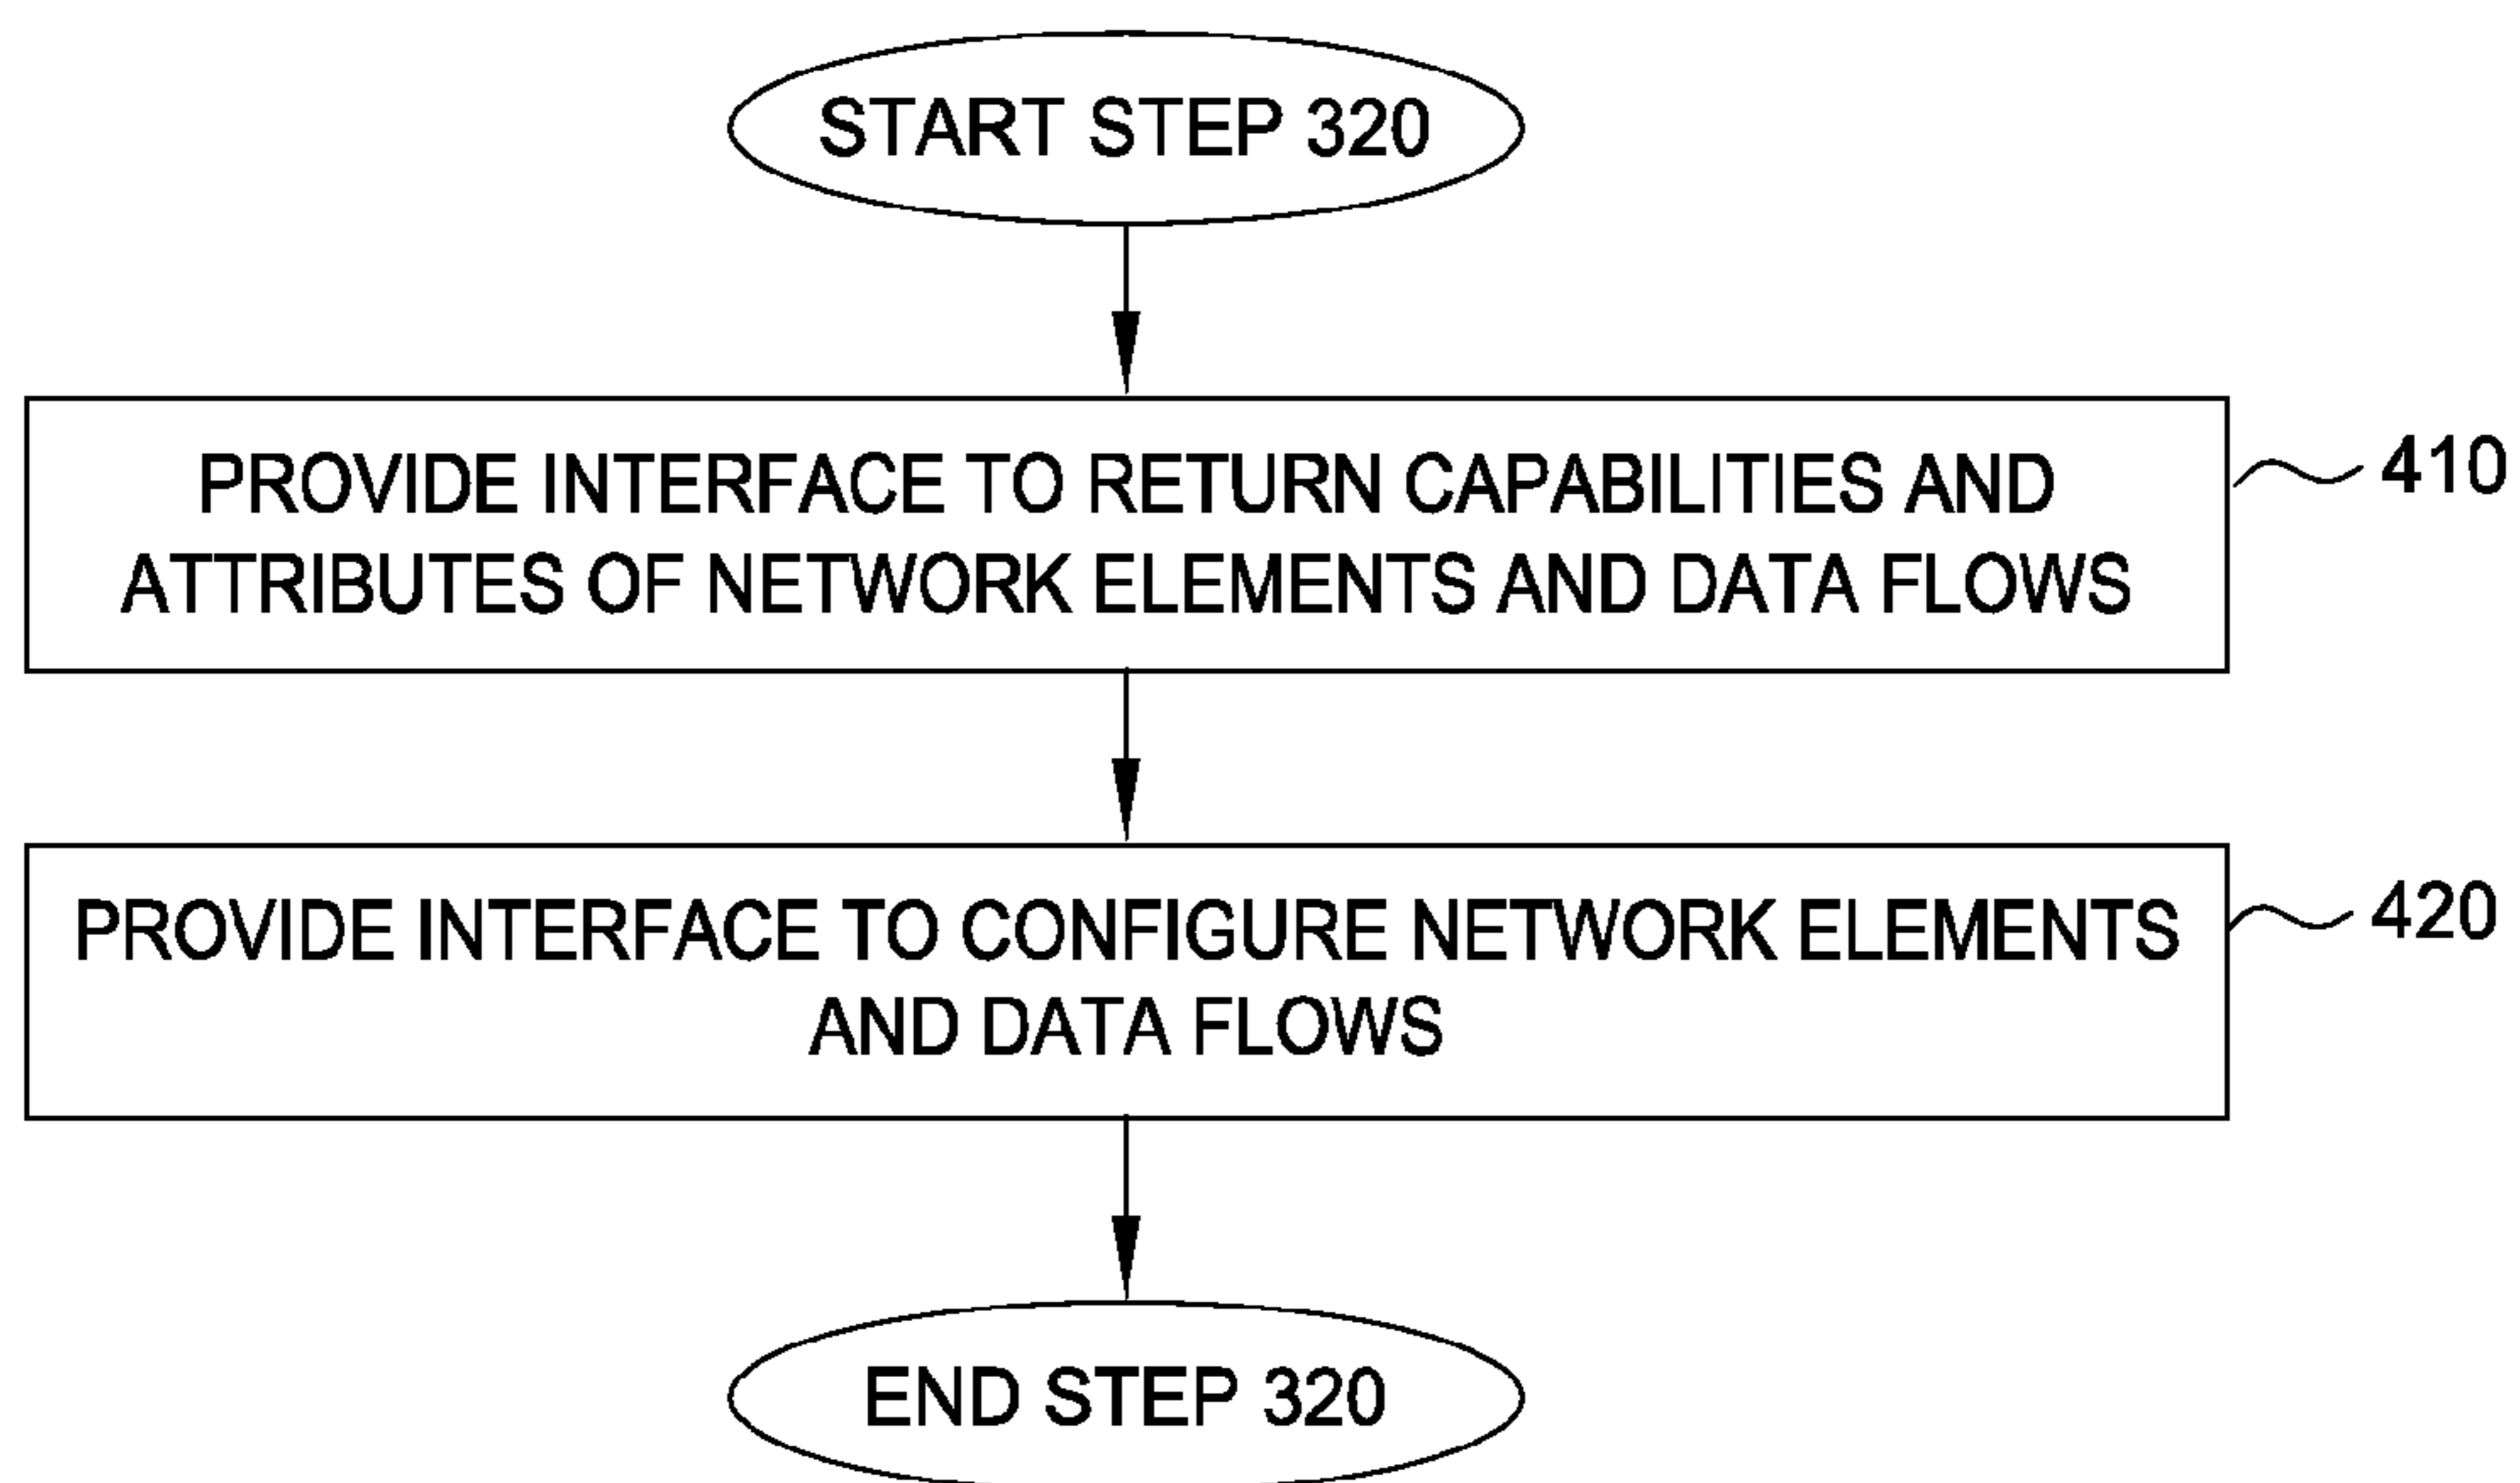 START STEP 320
PROVIDE INTERFACE TO RETURN CAPABILITIES AND
ATTRIBUTES OF NETWORK ELEMENTS AND DATA FLOWS
410
PROVIDE INTERFACE TO CONFIGURE NETWORK ELEMENTS
AND DATA FLOWS
420
END STEP 320